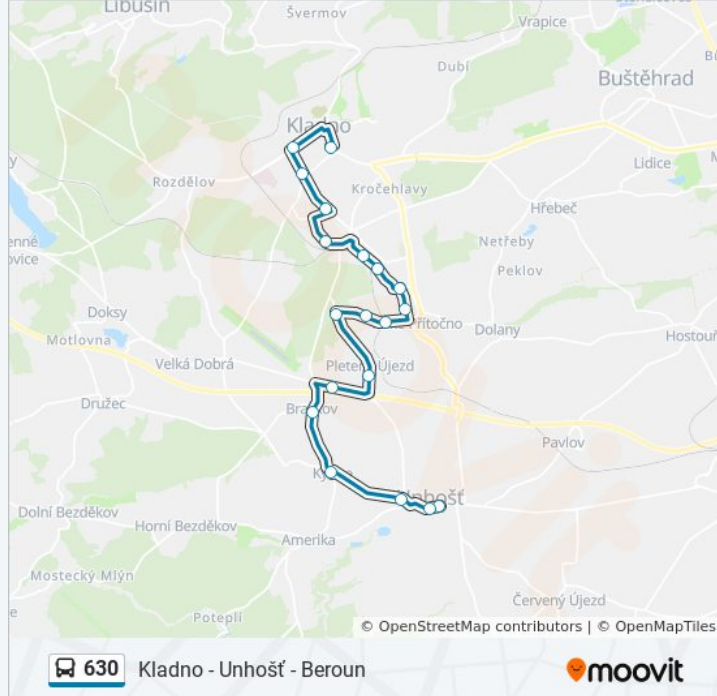 Libušín
Švermov
Vrapice
Dubí
Buštěhrad
Kladno
Lidice
Rozdělov
Kročehlavy
Hřebeč
Netřeby
Peklov
Doksy
Přítočno
Dolany
Motlovna
Velká Dobrá
Pletený Újezd
Družec
Braškov
Pavlov
Kyšice
Unhošť
Dolní Bezděkov
Horní Bezděkov
Amerika
Mostecký Mlýn
Červený Újezd
Poteplí
© OpenStreetMap contributors | © OpenMapTiles
630 Kladno - Unhošť - Beroun
moovit